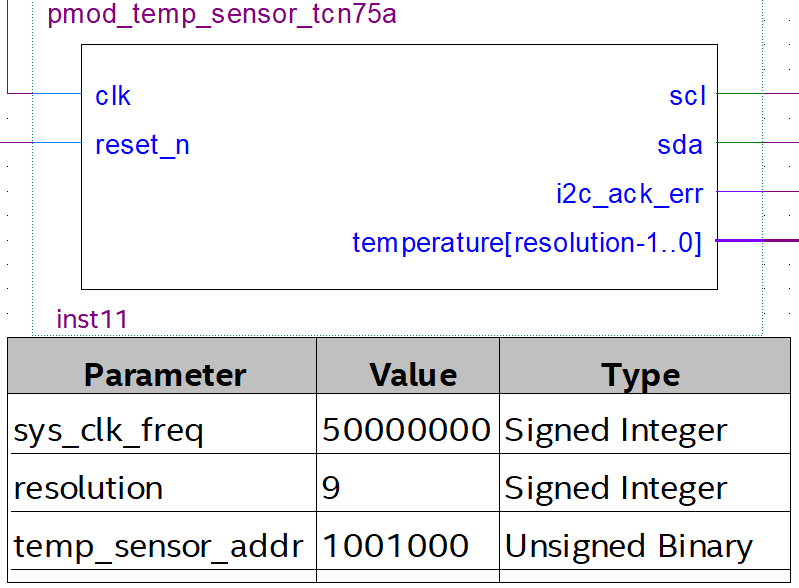 pmod_temp_sensor_tcn75a
clk scl
reset_n sda
i2c_ack_err
temperature[resolution-1..0]
inst11
Parameter Value Type
sys_clk_freq 50000000 Signed Integer
resolution 9 Signed Integer
temp_sensor_addr 1001000 Unsigned Binary